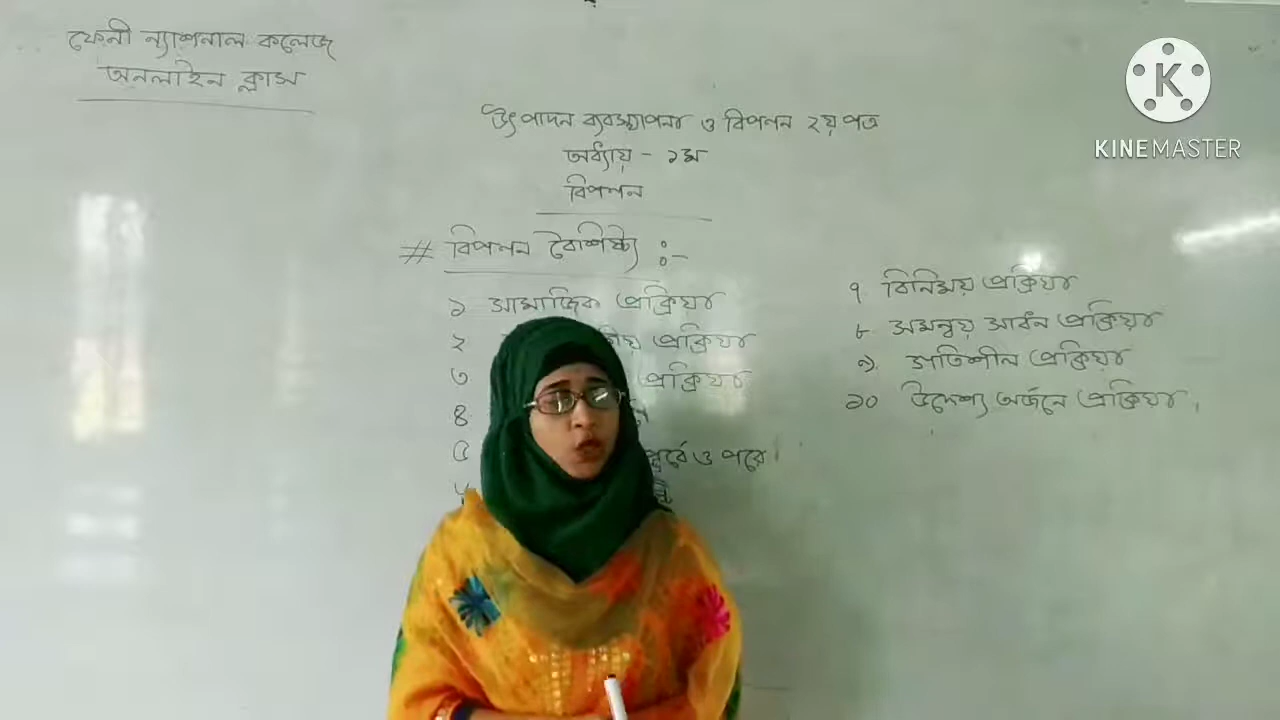 ফেনী ন্যাশনাল কলেজ
অনলাইন ক্লাস
উৎপাদন ব্যবস্থাপনা ও বিপণন ২য় পত্র
অধ্যায় - ১ম
বিপণন
# বিপণন বৈশিষ্ট্য :-
১ সামাজিক প্রক্রিয়া
২ প্রক্রিয়া
৩ প্রক্রিয়া
৪
৫ পূর্বে ও পরে।
৬
৭. বিনিময় প্রক্রিয়া
৮. সমন্বয় সাধন প্রক্রিয়া
৯. গতিশীল প্রক্রিয়া
১০ উদ্দেশ্য অর্জনে প্রক্রিয়া।
K
KINEMASTER